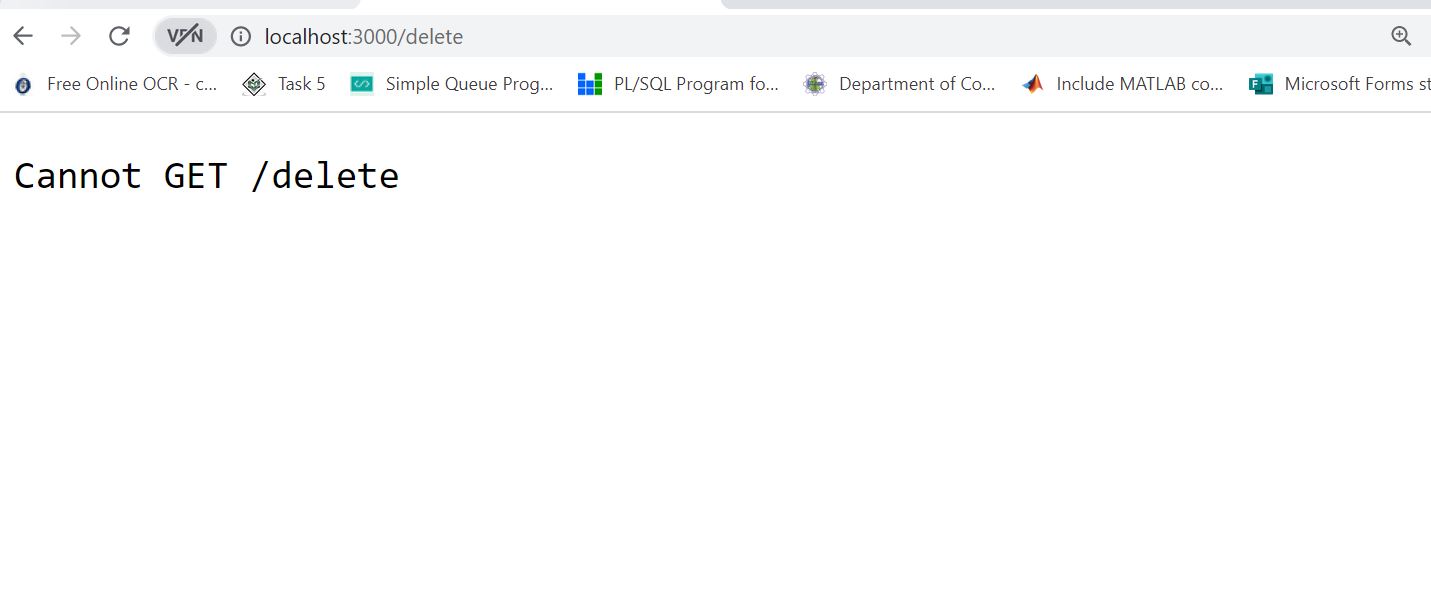 VPN localhost:3000/delete
Free Online OCR - c... Task 5 Simple Queue Prog... PL/SQL Program fo... Department of Co... Include MATLAB co... Microsoft Forms st
Cannot GET /delete